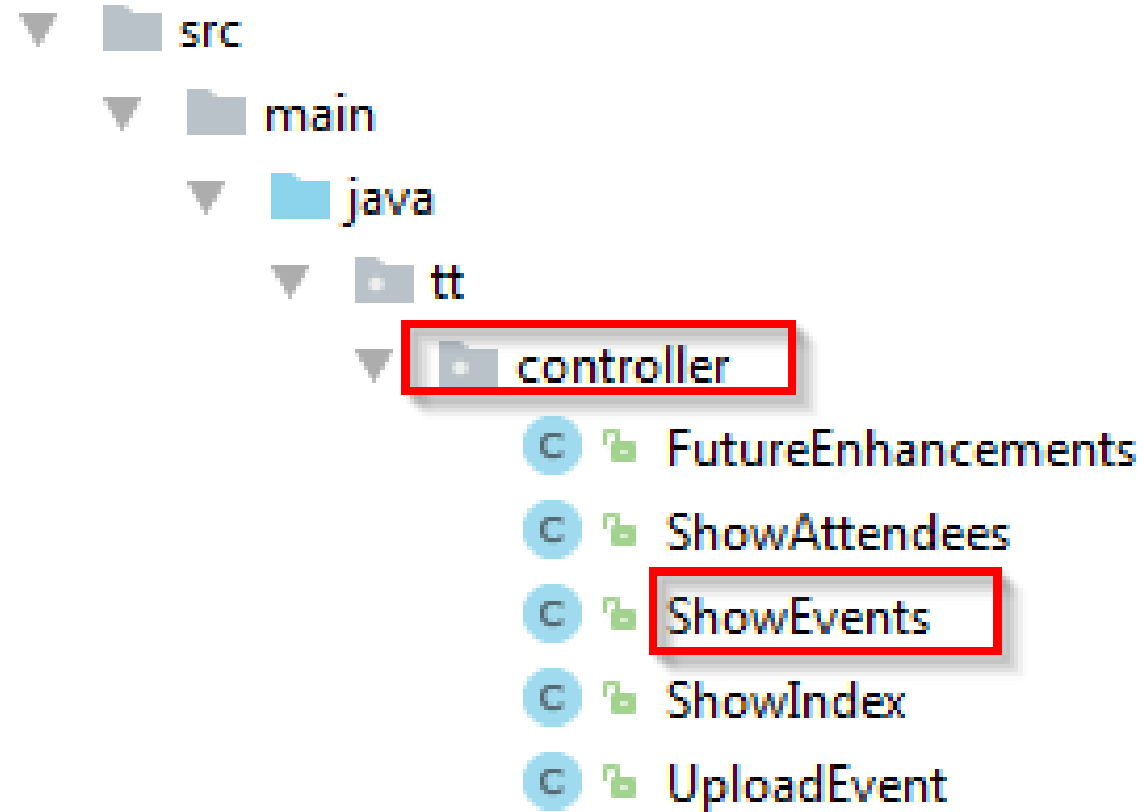 src
main
java
tt
controller
C FutureEnhancements
C ShowAttendees
C ShowEvents
C ShowIndex
C UploadEvent